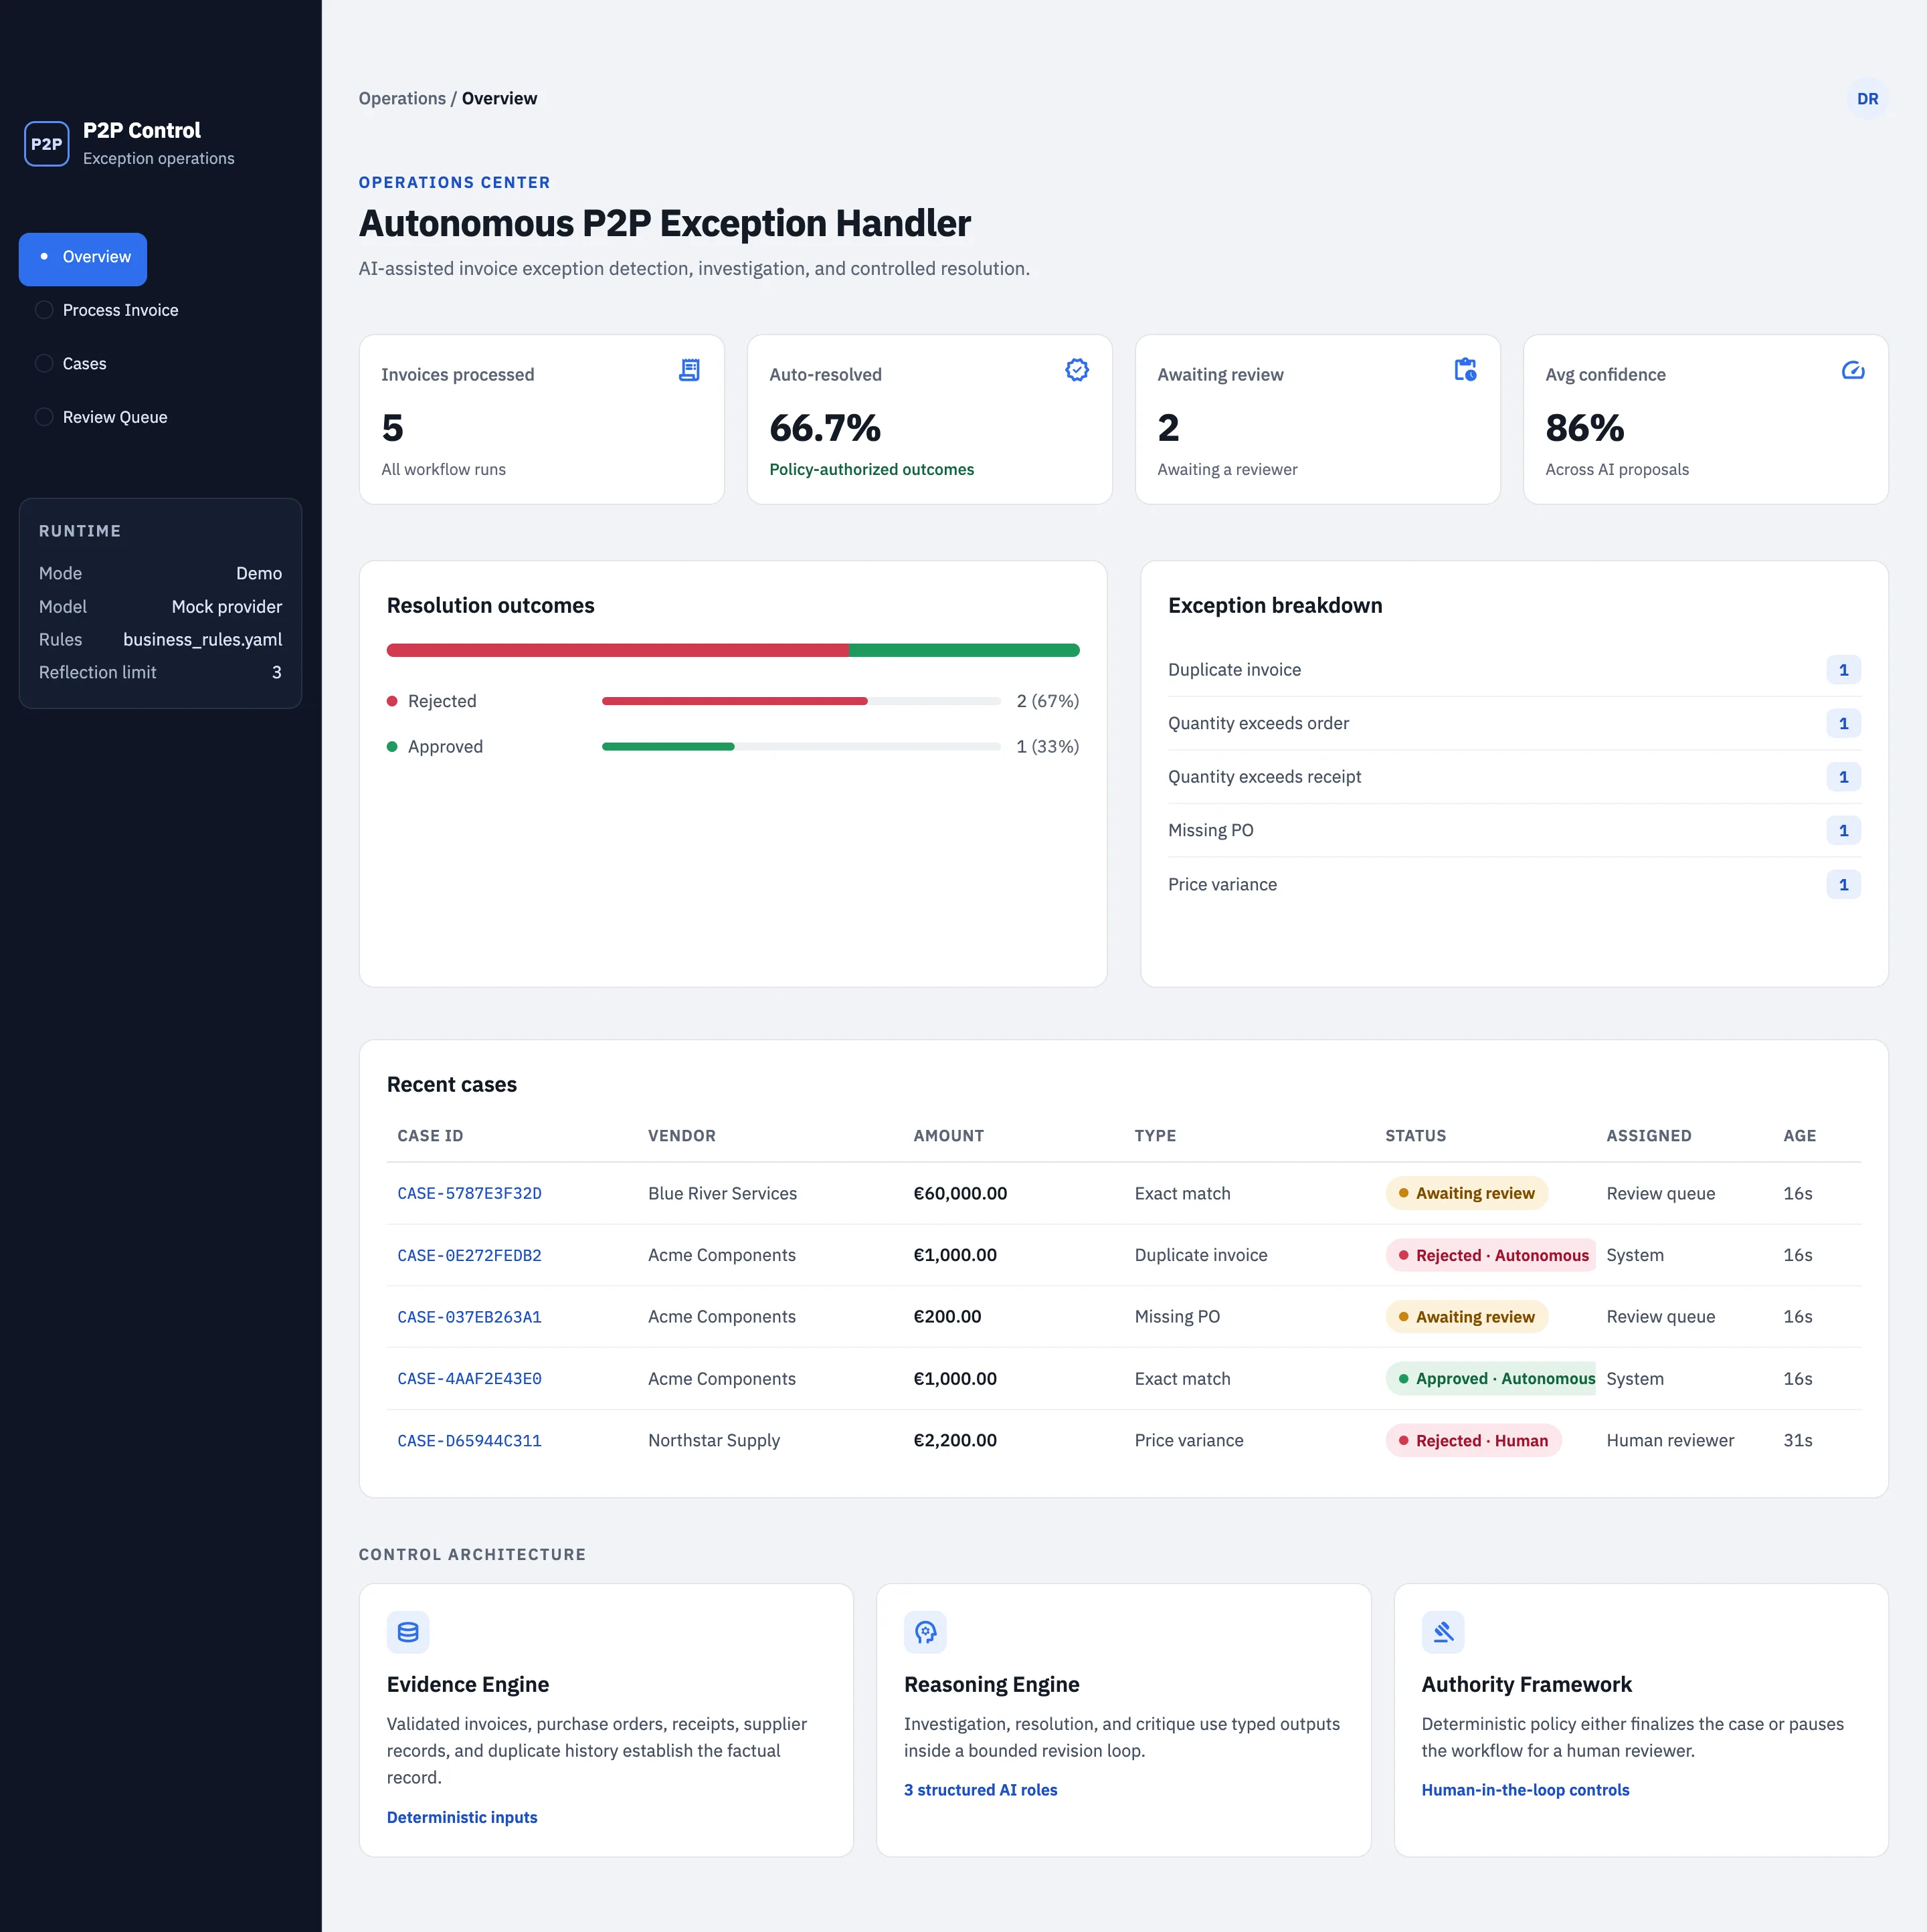 P2P
P2P Control
Exception operations
Overview
Process Invoice
Cases
Review Queue
RUNTIME
Mode Demo
Model Mock provider
Rules business_rules.yaml
Reflection limit 3
Operations / Overview
DR
OPERATIONS CENTER
Autonomous P2P Exception Handler
AI-assisted invoice exception detection, investigation, and controlled resolution.
Invoices processed
5
All workflow runs
Auto-resolved
66.7%
Policy-authorized outcomes
Awaiting review
2
Awaiting a reviewer
Avg confidence
86%
Across AI proposals
Resolution outcomes
Rejected 2 (67%)
Approved 1 (33%)
Exception breakdown
Duplicate invoice 1
Quantity exceeds order 1
Quantity exceeds receipt 1
Missing PO 1
Price variance 1
Recent cases
CASE ID VENDOR AMOUNT TYPE STATUS ASSIGNED AGE
CASE-5787E3F32D Blue River Services €60,000.00 Exact match Awaiting review Review queue 16s
CASE-0E272FEDB2 Acme Components €1,000.00 Duplicate invoice Rejected · Autonomous System 16s
CASE-037EB263A1 Acme Components €200.00 Missing PO Awaiting review Review queue 16s
CASE-4AAF2E43E0 Acme Components €1,000.00 Exact match Approved · Autonomous System 16s
CASE-D65944C311 Northstar Supply €2,200.00 Price variance Rejected · Human Human reviewer 31s
CONTROL ARCHITECTURE
Evidence Engine
Validated invoices, purchase orders, receipts, supplier
records, and duplicate history establish the factual
record.
Deterministic inputs
Reasoning Engine
Investigation, resolution, and critique use typed outputs
inside a bounded revision loop.
3 structured AI roles
Authority Framework
Deterministic policy either finalizes the case or pauses
the workflow for a human reviewer.
Human-in-the-loop controls